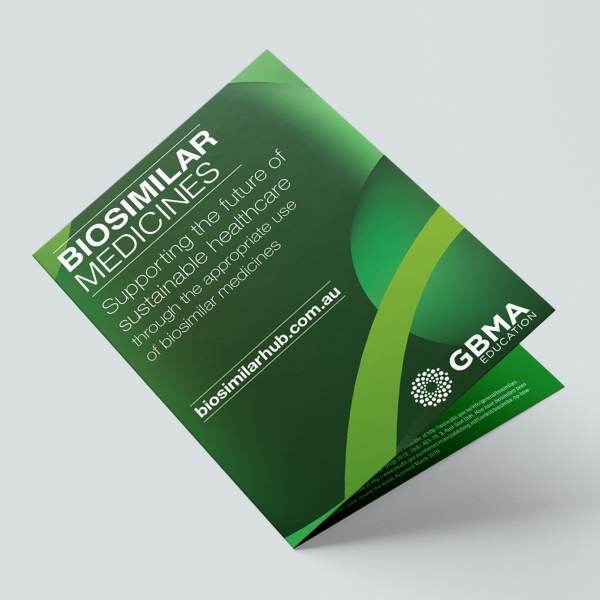 BIOSIMILAR
MEDICINES
Supporting the future of
sustainable healthcare
through the appropriate use
of biosimilar medicines
biosimilarhub.com.au
GBMA
EDUCATION